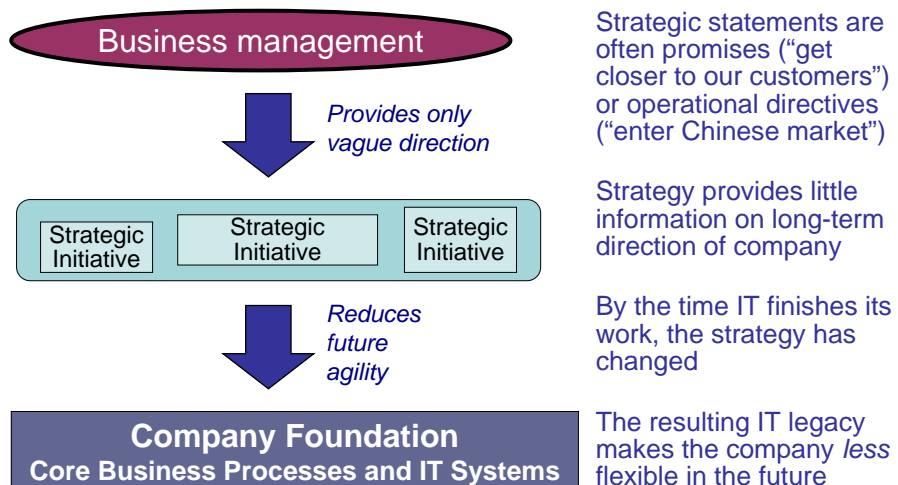 Business management
Strategic statements are
often promises (“get
closer to our customers”)
or operational directives
(“enter Chinese market”)
Provides only
vague direction
Strategic
Initiative
Strategic
Initiative
Strategic
Initiative
Strategy provides little
information on long-term
direction of company
Reduces
future
agility
By the time IT finishes its
work, the strategy has
changed
Company Foundation
Core Business Processes and IT Systems
The resulting IT legacy
makes the company less
flexible in the future